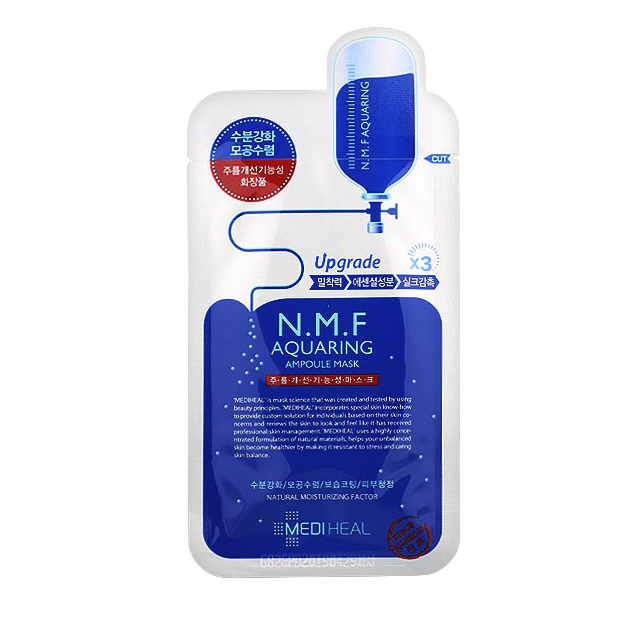 N.M.F AQUARING
수분강화
모공수렴
주름개선기능성
화장품
CUT
Upgrade
X3
밀착력 에센셜성분 실크감촉
N.M.F
AQUARING
AMPOULE MASK
주·름·개·선·기·능·성·마·스·크
'MEDIHEAL' is mask science that was created and tested by using
beauty principles. 'MEDIHEAL' incorporates special skin know-how
to provide custom solution for individuals based on their skin co-
ncerns and renews the skin to look and feel like it has received
professional skin management. 'MEDIHEAL' uses a highly conce-
ntrated formulation of natural materials, helps your unbalanced
skin become healthier by making it resistant to stress and caring
skin balance.
수분강화/모공수렴/보습코팅/피부청정
NATURAL MOISTURIZING FACTOR
MEDIHEAL